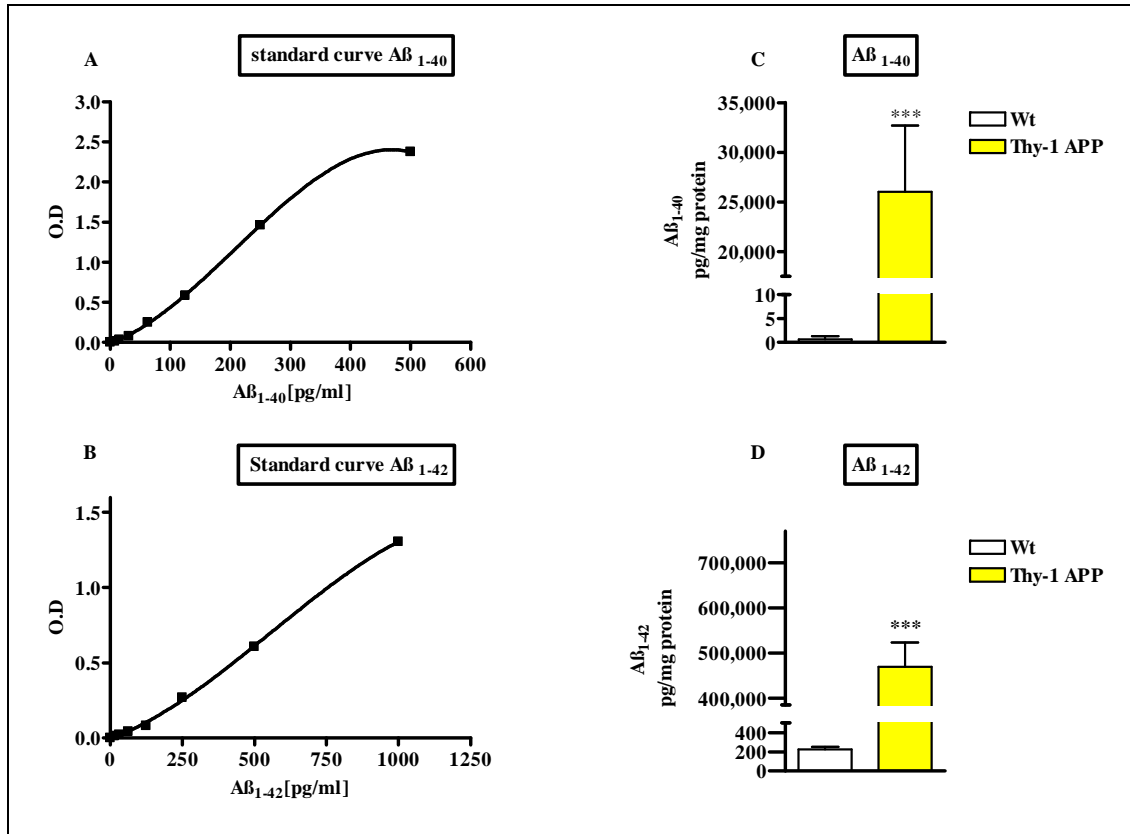 A
standard curve Aß 1-40
3.0
2.5
2.0
1.5
1.0
0.5
0.0
O.D
0 100 200 300 400 500 600
Aß1-40[pg/ml]
B
Standard curve Aß 1-42
1.5
1.0
0.5
0.0
O.D
0 250 500 750 1000 1250
Aß1-42[pg/ml]
C
Aß 1-40
35,000
30,000
25,000
20,000
10
5
0
Aß1-40
pg/mg protein
***
Wt
Thy-1 APP
D
Aß 1-42
700,000
600,000
500,000
400,000
400
200
0
Aß1-42
pg/mg protein
***
Wt
Thy-1 APP